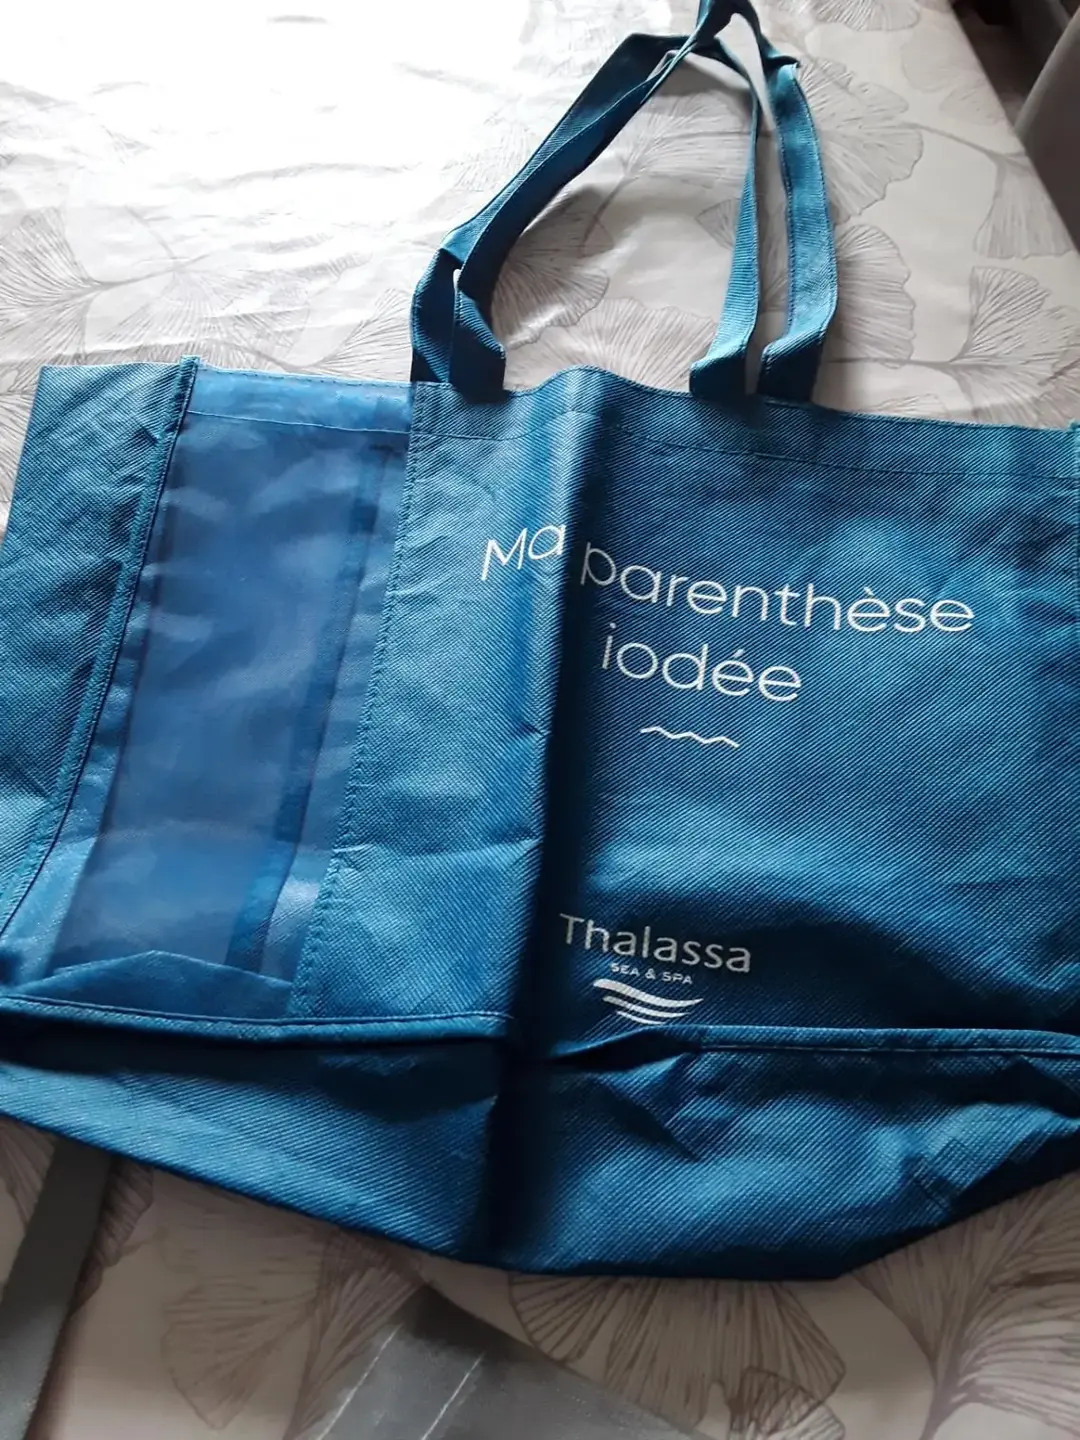 Ma parenthèse
iodée
Thalassa
SEA & SPA